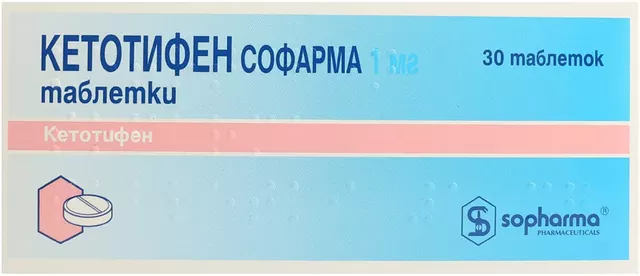 КЕТОТИФЕН СОФАРМА 1 мг
таблетки
30 таблеток
Кетотифен
sopharma®
PHARMACEUTICALS